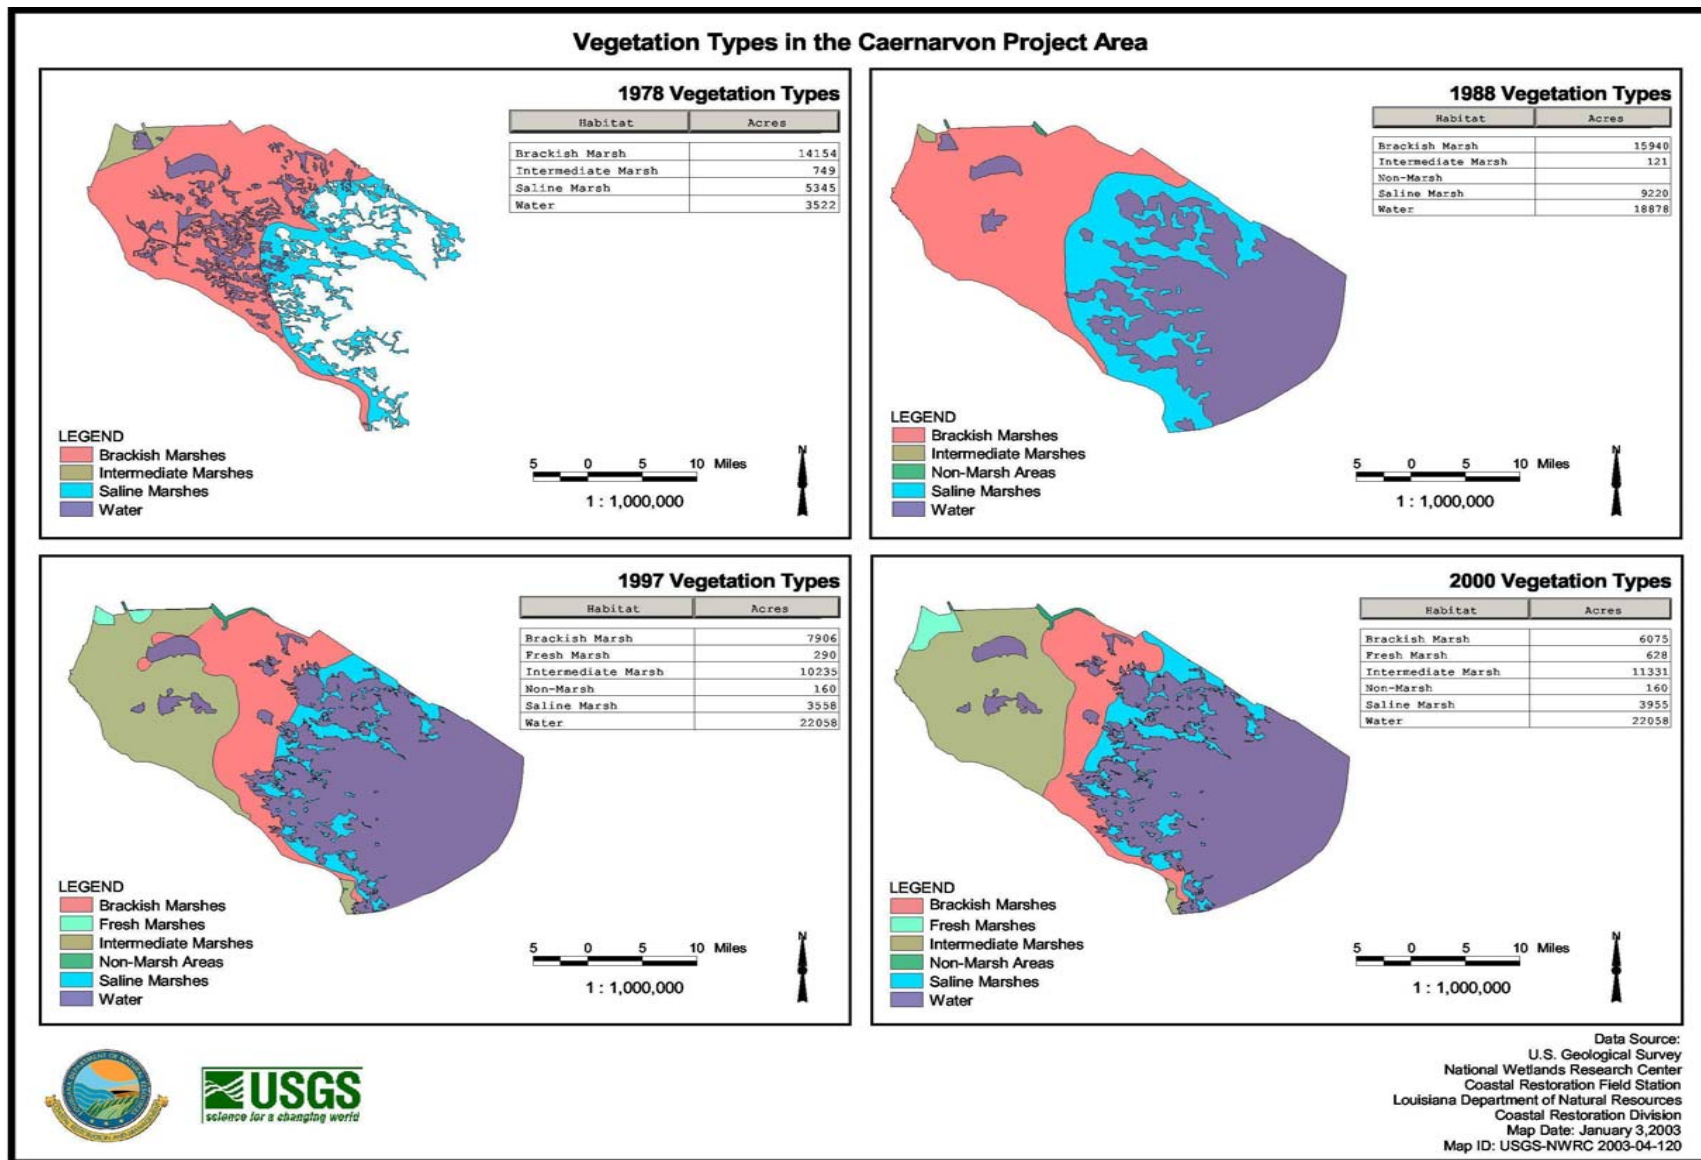 Vegetation Types in the Caernarvon Project Area
1978 Vegetation Types
Habitat Acres
Brackish Marsh 14154
Intermediate Marsh 749
Saline Marsh 5345
Water 3522
LEGEND
Brackish Marshes
Intermediate Marshes
Saline Marshes
Water
5 0 5 10 Miles
1 : 1,000,000
N
1988 Vegetation Types
Habitat Acres
Brackish Marsh 15940
Intermediate Marsh 121
Non-Marsh
Saline Marsh 9220
Water 18878
LEGEND
Brackish Marshes
Intermediate Marshes
Non-Marsh Areas
Saline Marshes
Water
5 0 5 10 Miles
1 : 1,000,000
N
1997 Vegetation Types
Habitat Acres
Brackish Marsh 7906
Fresh Marsh 290
Intermediate Marsh 10235
Non-Marsh 160
Saline Marsh 3558
Water 22058
LEGEND
Brackish Marshes
Fresh Marshes
Intermediate Marshes
Non-Marsh Areas
Saline Marshes
Water
5 0 5 10 Miles
1 : 1,000,000
N
2000 Vegetation Types
Habitat Acres
Brackish Marsh 6075
Fresh Marsh 628
Intermediate Marsh 11331
Non-Marsh 160
Saline Marsh 3955
Water 22058
LEGEND
Brackish Marshes
Fresh Marshes
Intermediate Marshes
Non-Marsh Areas
Saline Marshes
Water
5 0 5 10 Miles
1 : 1,000,000
N
USGS
science for a changing world
Data Source:
U.S. Geological Survey
National Wetlands Research Center
Coastal Restoration Field Station
Louisiana Department of Natural Resources
Coastal Restoration Division
Map Date: January 3,2003
Map ID: USGS-NWRC 2003-04-120